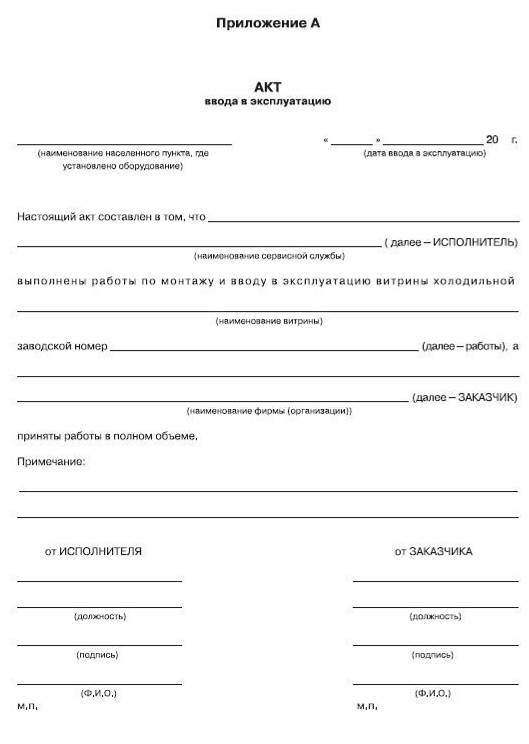 Приложение А
АКТ
ввода в эксплуатацию
« » 20 г.
(наименование населенного пункта, где (дата ввода в эксплуатацию)
установлено оборудование)
Настоящий акт составлен в том, что
( далее – ИСПОЛНИТЕЛЬ)
(наименование сервисной службы)
выполнены работы по монтажу и вводу в эксплуатацию витрины холодильной
(наименование витрины)
заводской номер (далее – работы), а
(далее – ЗАКАЗЧИК)
(наименование фирмы (организации))
приняты работы в полном объеме.
Примечание:
от ИСПОЛНИТЕЛЯ от ЗАКАЗЧИКА
(должность) (должность)
(подпись) (подпись)
(Ф.И.О.) (Ф.И.О.)
м.п. м.п.